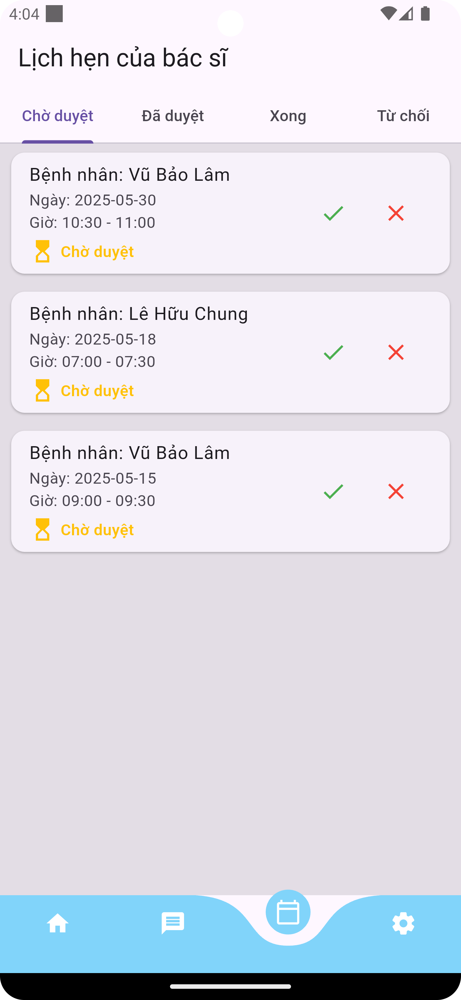 4:04
Lịch hẹn của bác sĩ
Chờ duyệt Đã duyệt Xong Từ chối
Bệnh nhân: Vũ Bảo Lâm
Ngày: 2025-05-30
Giờ: 10:30 - 11:00
Chờ duyệt
Bệnh nhân: Lê Hữu Chung
Ngày: 2025-05-18
Giờ: 07:00 - 07:30
Chờ duyệt
Bệnh nhân: Vũ Bảo Lâm
Ngày: 2025-05-15
Giờ: 09:00 - 09:30
Chờ duyệt